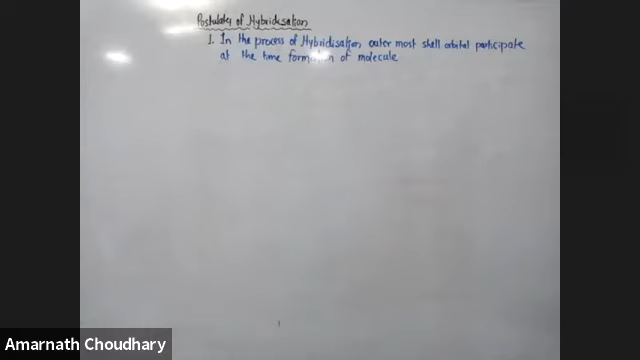 Postulates of Hybridisation
1. In the process of Hybridisation outer most shell orbital participate
at the time formation of molecule
Amarnath Choudhary